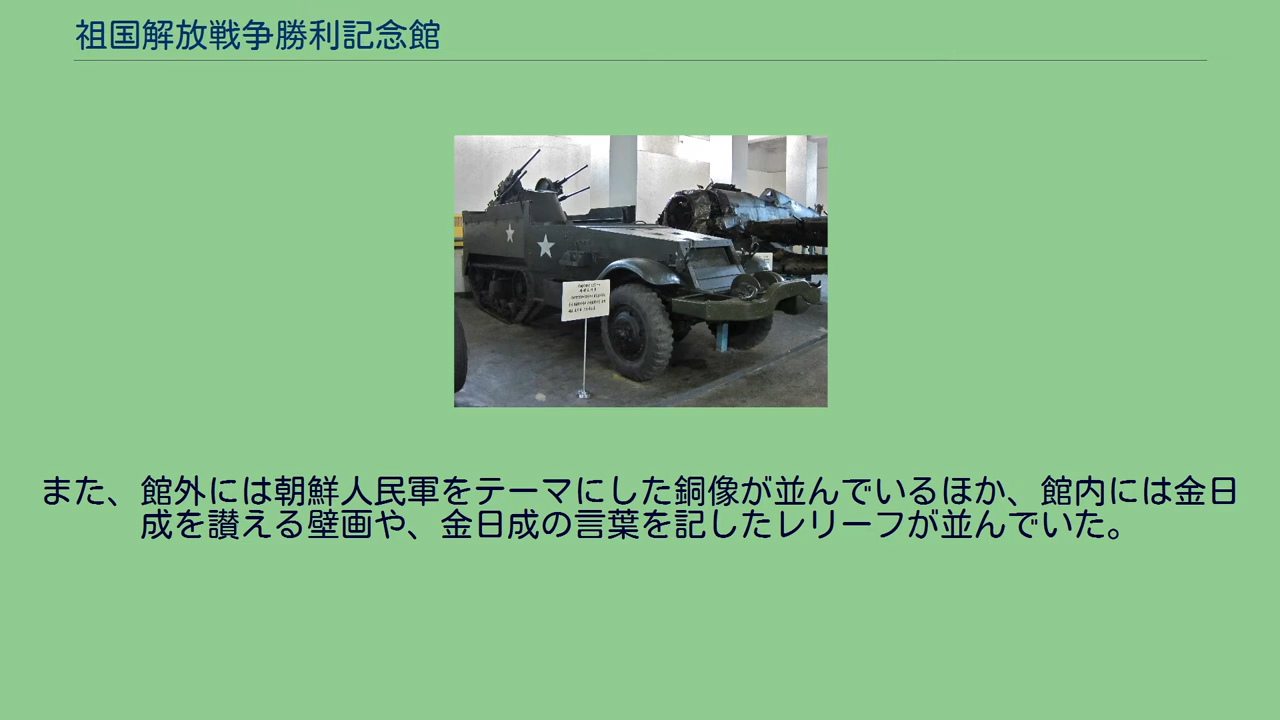 祖国解放戦争勝利記念館
また、館外には朝鮮人民軍をテーマにした銅像が並んでいるほか、館内には金日
成を讃える壁画や、金日成の言葉を記したレリーフが並んでいた。